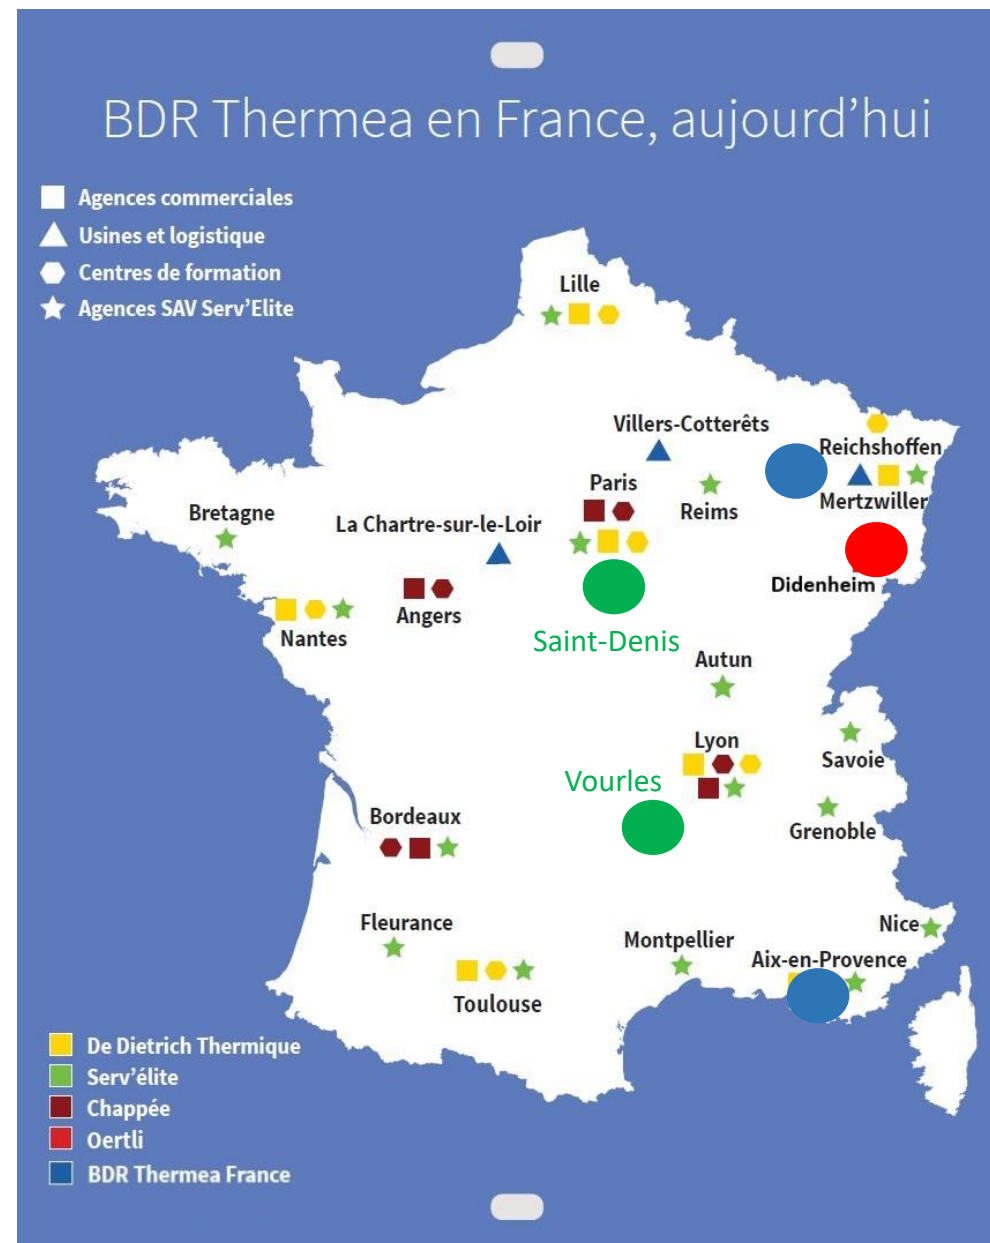 BDR Thermea en France, aujourd’hui
Agences commerciales
Usines et logistique
Centres de formation
Agences SAV Serv’Elite
Lille
Villers-Cotterêts
Reichshoffen
Paris
Mertzwiller
Reims
Bretagne
La Chartre-sur-le-Loir
Didenheim
Angers
Nantes
Saint-Denis
Autun
Lyon
Savoie
Vourles
Bordeaux
Grenoble
Fleurance
Nice
Montpellier
Aix-en-Provence
Toulouse
De Dietrich Thermique
Serv’élite
Chappée
Oertli
BDR Thermea France